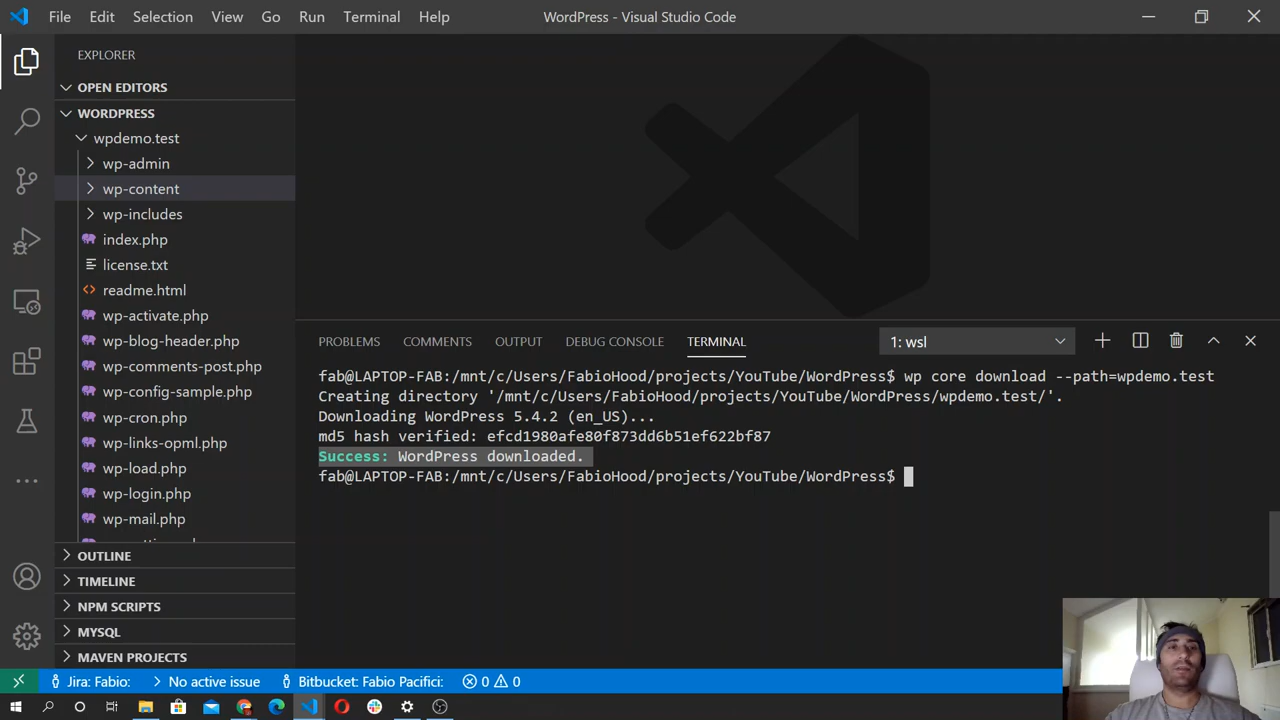 File Edit Selection View Go Run Terminal Help WordPress - Visual Studio Code
EXPLORER
OPEN EDITORS
WORDPRESS
wpdemo.test
wp-admin
wp-content
wp-includes
index.php
license.txt
readme.html
wp-activate.php
wp-blog-header.php
wp-comments-post.php
wp-config-sample.php
wp-cron.php
wp-links-opml.php
wp-load.php
wp-login.php
wp-mail.php
OUTLINE
TIMELINE
NPM SCRIPTS
MYSQL
MAVEN PROJECTS
PROBLEMS COMMENTS OUTPUT DEBUG CONSOLE TERMINAL 1: wsl
fab@LAPTOP-FAB:/mnt/c/Users/FabioHood/projects/YouTube/WordPress$ wp core download --path=wpdemo.test
Creating directory '/mnt/c/Users/FabioHood/projects/YouTube/WordPress/wpdemo.test/'.
Downloading WordPress 5.4.2 (en_US)...
md5 hash verified: efcd1980afe80f873dd6b51ef622bf87
Success: WordPress downloaded.
fab@LAPTOP-FAB:/mnt/c/Users/FabioHood/projects/YouTube/WordPress$
Jira: Fabio: No active issue Bitbucket: Fabio Pacifici: 0 0